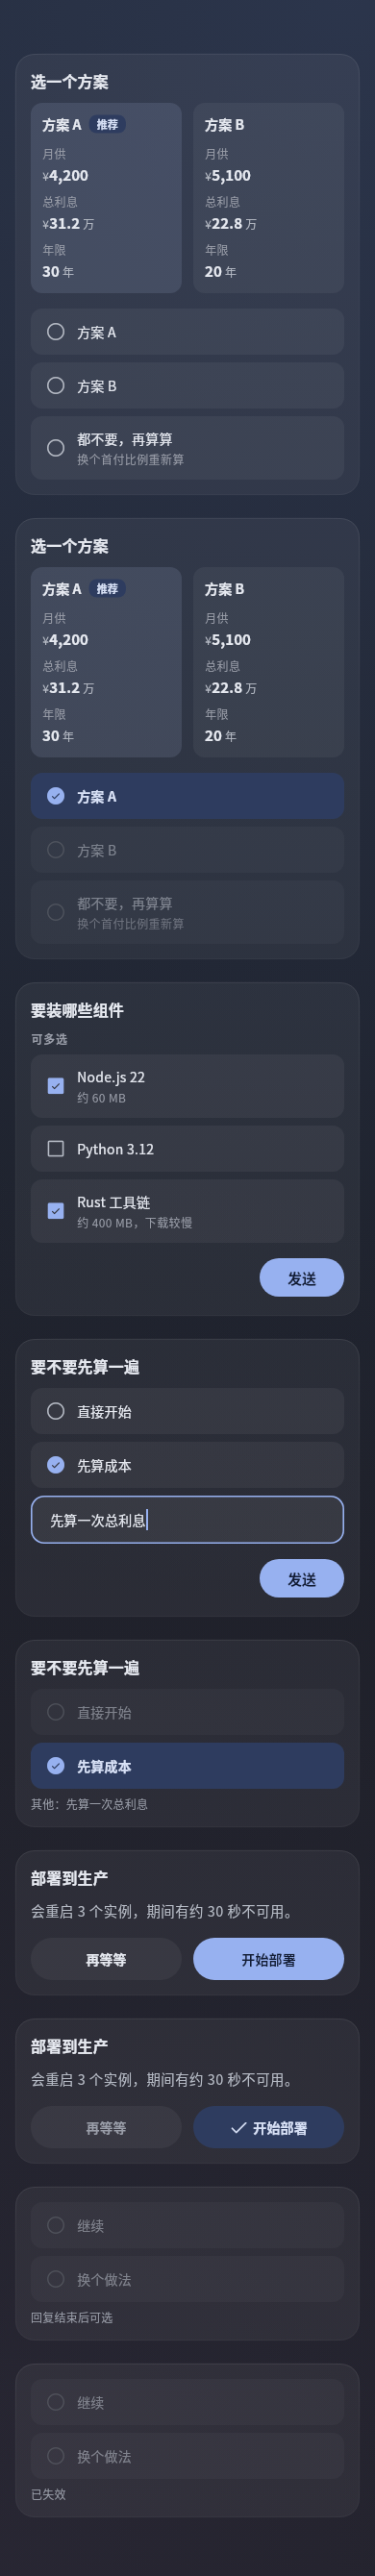 选一个方案
方案 A 推荐
月供
¥4,200
总利息
¥31.2 万
年限
30 年
方案 B
月供
¥5,100
总利息
¥22.8 万
年限
20 年
方案 A
方案 B
都不要，再算算
换个首付比例重新算
选一个方案
方案 A 推荐
月供
¥4,200
总利息
¥31.2 万
年限
30 年
方案 B
月供
¥5,100
总利息
¥22.8 万
年限
20 年
方案 A
方案 B
都不要，再算算
换个首付比例重新算
要装哪些组件
可多选
Node.js 22
约 60 MB
Python 3.12
Rust 工具链
约 400 MB，下载较慢
发送
要不要先算一遍
直接开始
先算成本
先算一次总利息
发送
要不要先算一遍
直接开始
先算成本
其他：先算一次总利息
部署到生产
会重启 3 个实例，期间有约 30 秒不可用。
再等等
开始部署
部署到生产
会重启 3 个实例，期间有约 30 秒不可用。
再等等
开始部署
继续
换个做法
回复结束后可选
继续
换个做法
已失效